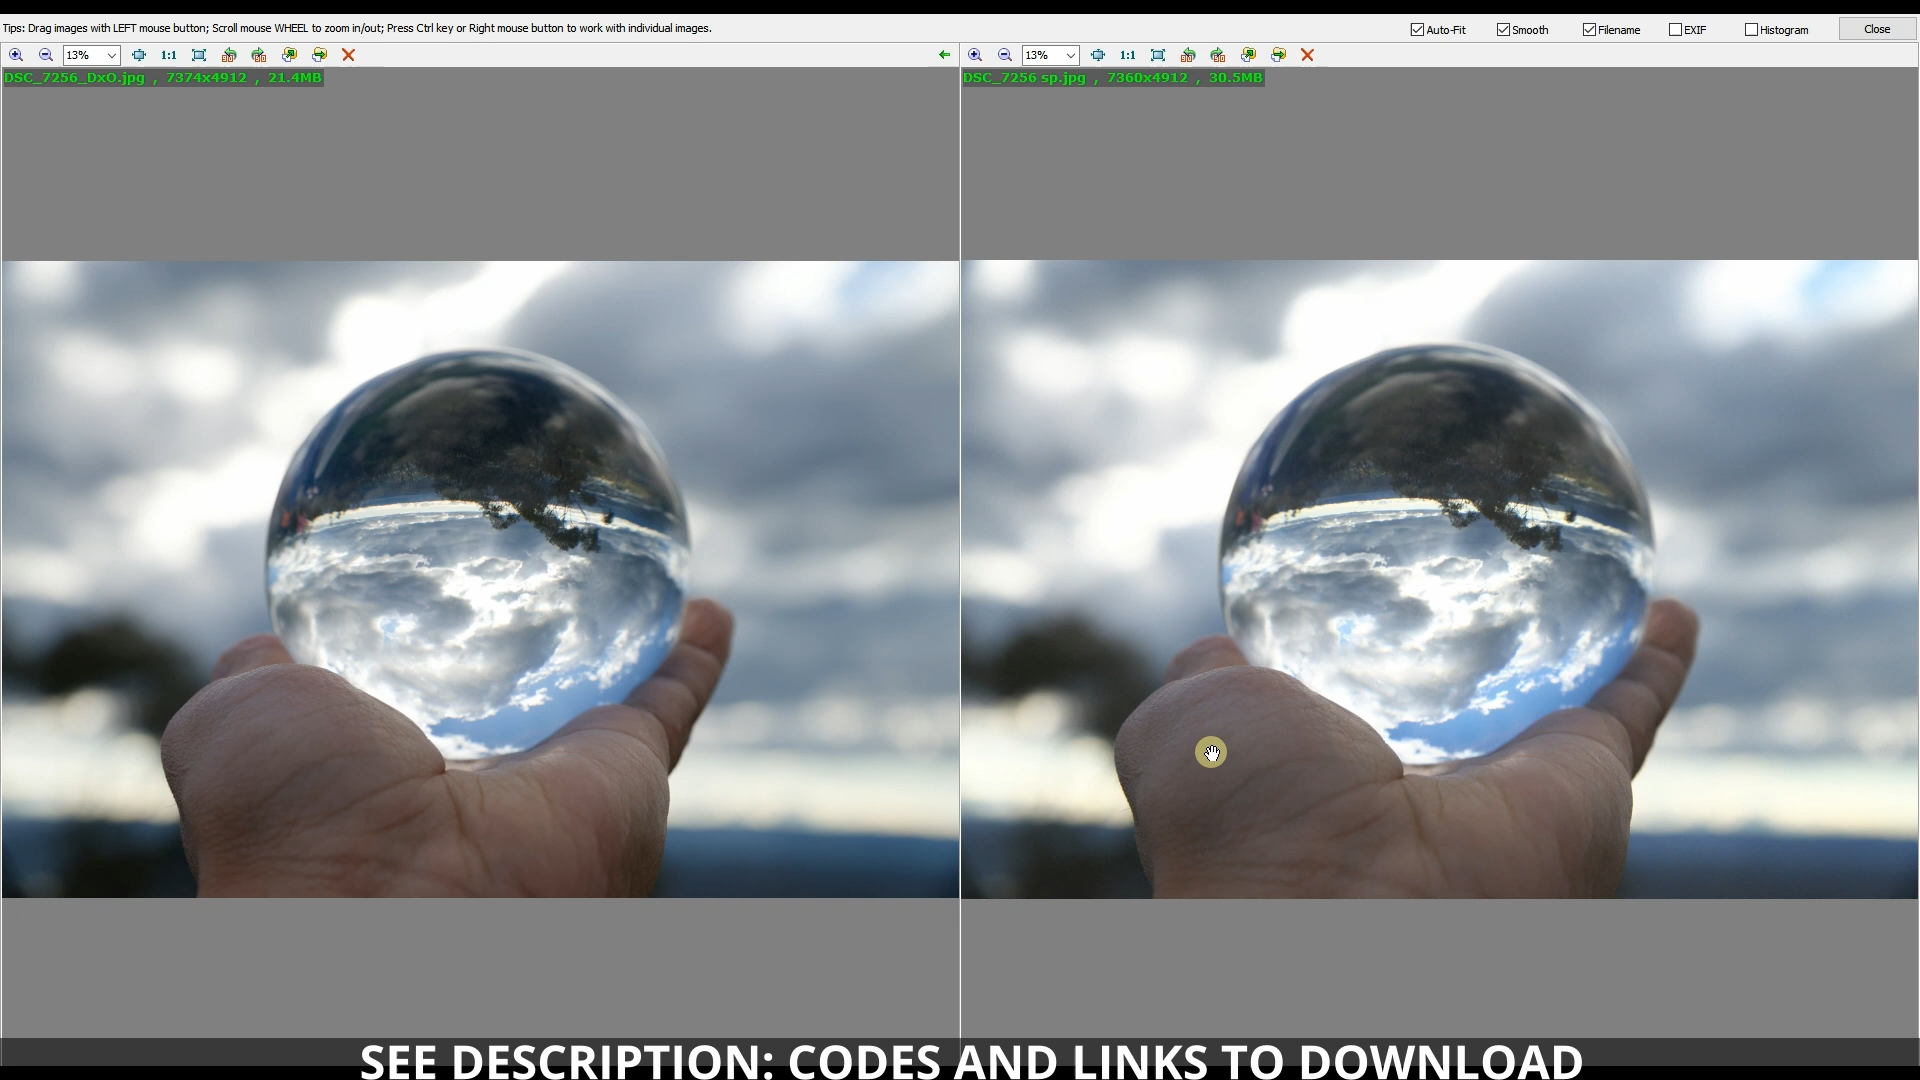 Tips: Drag images with LEFT mouse button; Scroll mouse WHEEL to zoom in/out; Press Ctrl key or Right mouse button to work with individual images.
Auto-Fit Smooth Filename EXIF Histogram Close
13% 1:1 13% 1:1
DSC_7256_DxO.jpg , 7374x4912 , 21.4MB
DSC_7256 sp.jpg , 7360x4912 , 30.5MB
SEE DESCRIPTION: CODES AND LINKS TO DOWNLOAD